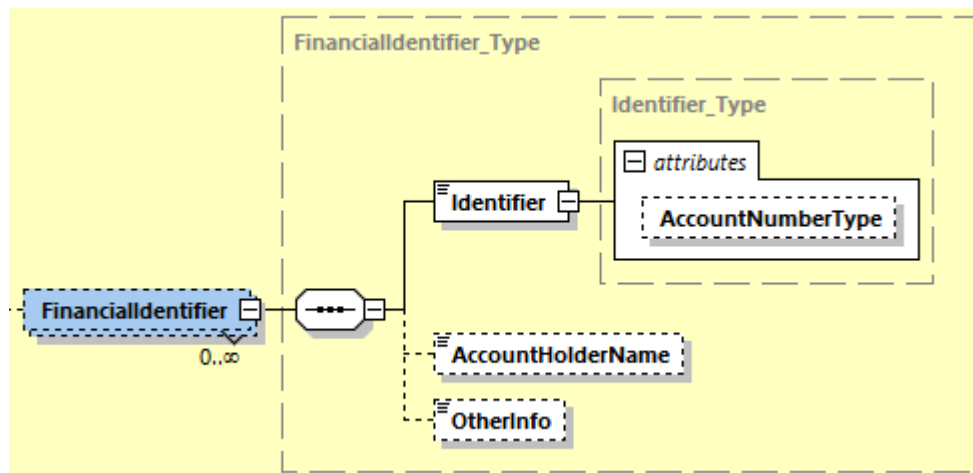 FinancialIdentifier_Type
Identifier_Type
attributes
Identifier
AccountNumberType
FinancialIdentifier
0..∞
AccountHolderName
OtherInfo